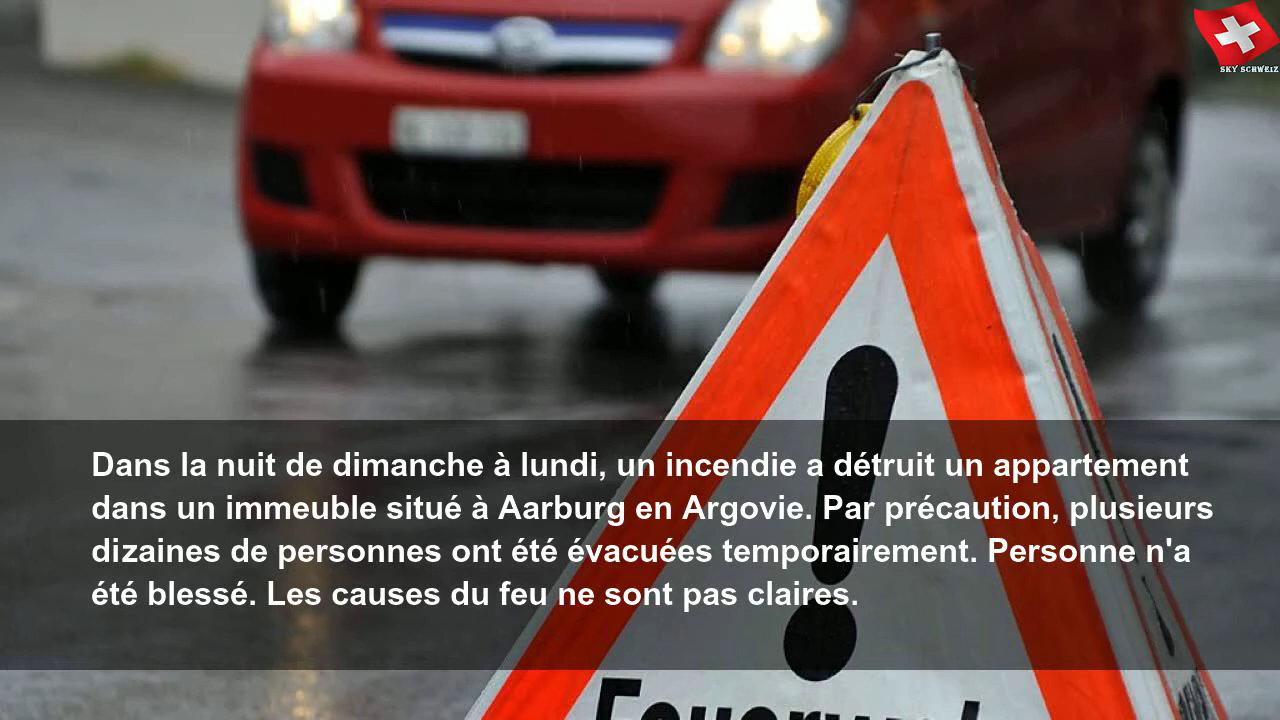 SKY SCHWEIZ
Dans la nuit de dimanche à lundi, un incendie a détruit un appartement
dans un immeuble situé à Aarburg en Argovie. Par précaution, plusieurs
dizaines de personnes ont été évacuées temporairement. Personne n'a
été blessé. Les causes du feu ne sont pas claires.